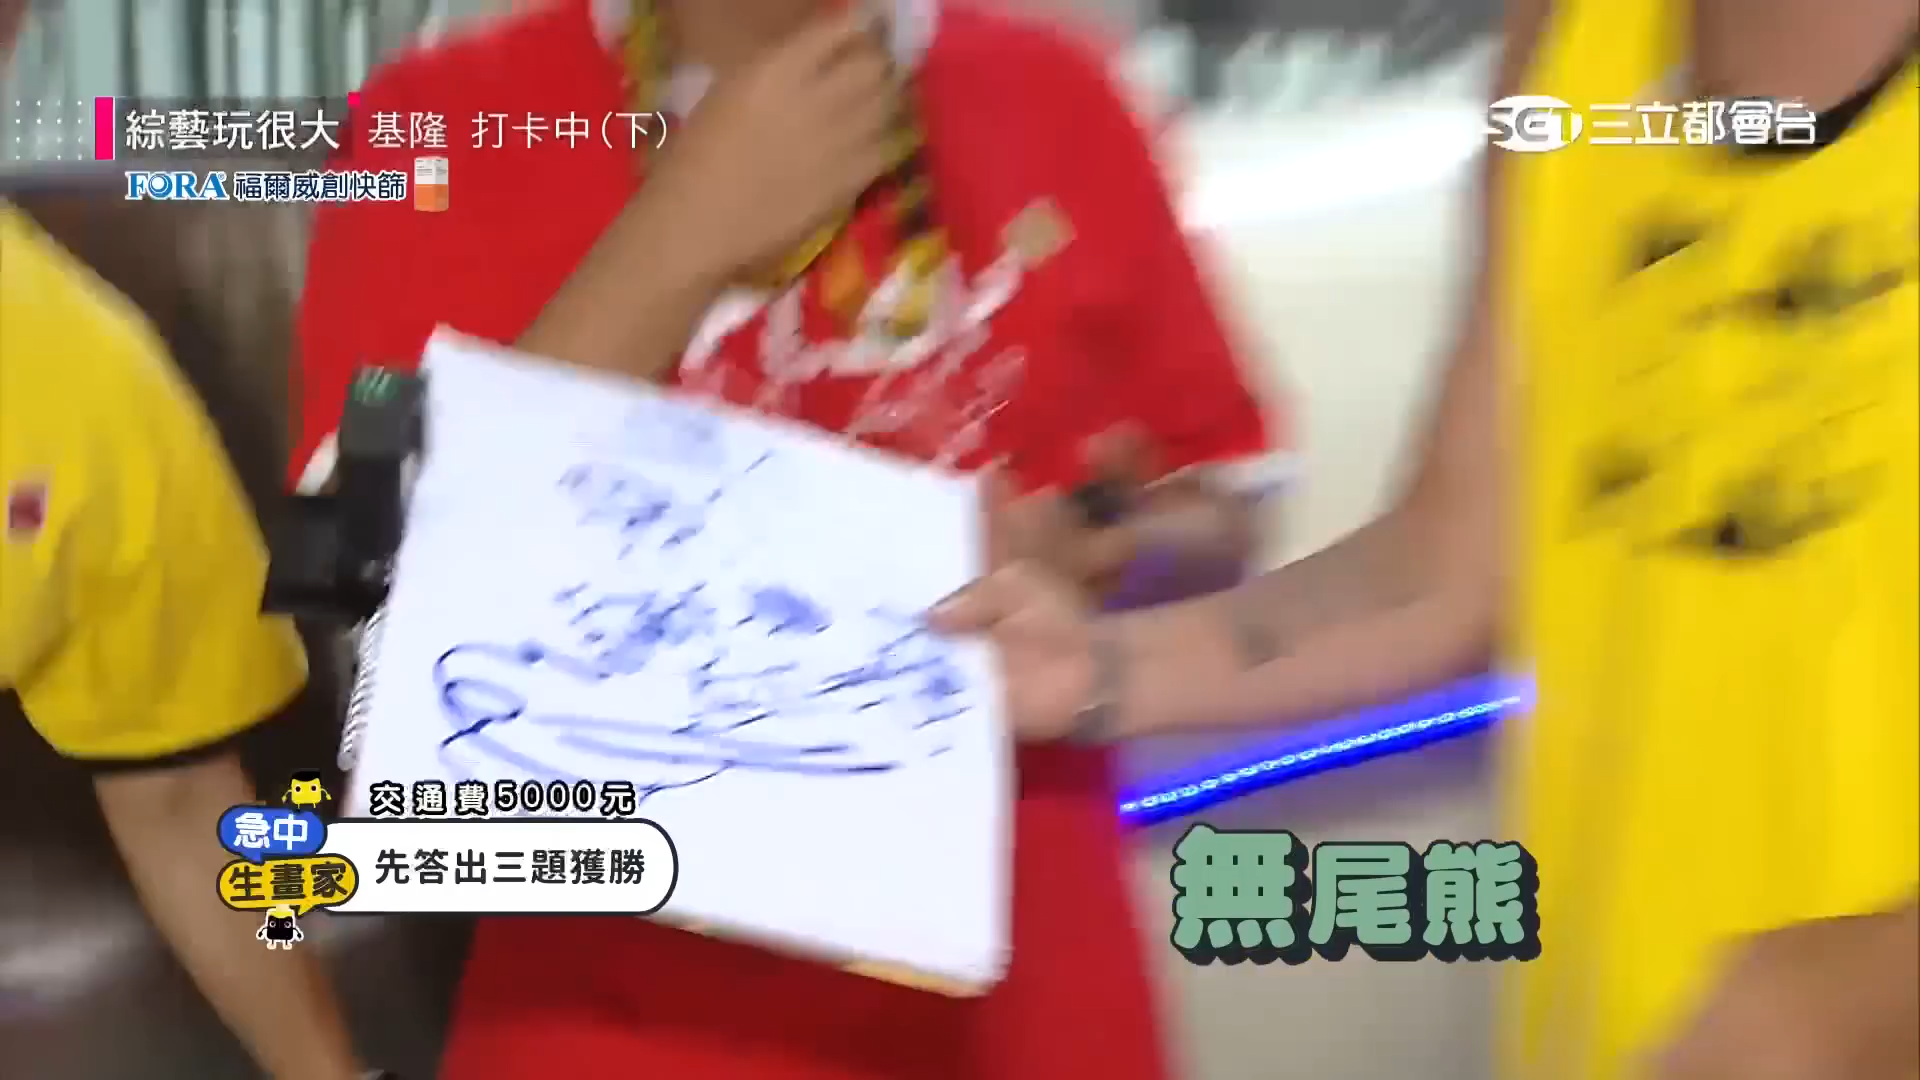 綜藝玩很大 基隆 打卡中(下)
FORA 福爾威創快篩
SET 三立都會台
交通費5000元
急中
生畫家
先答出三題獲勝
無尾熊